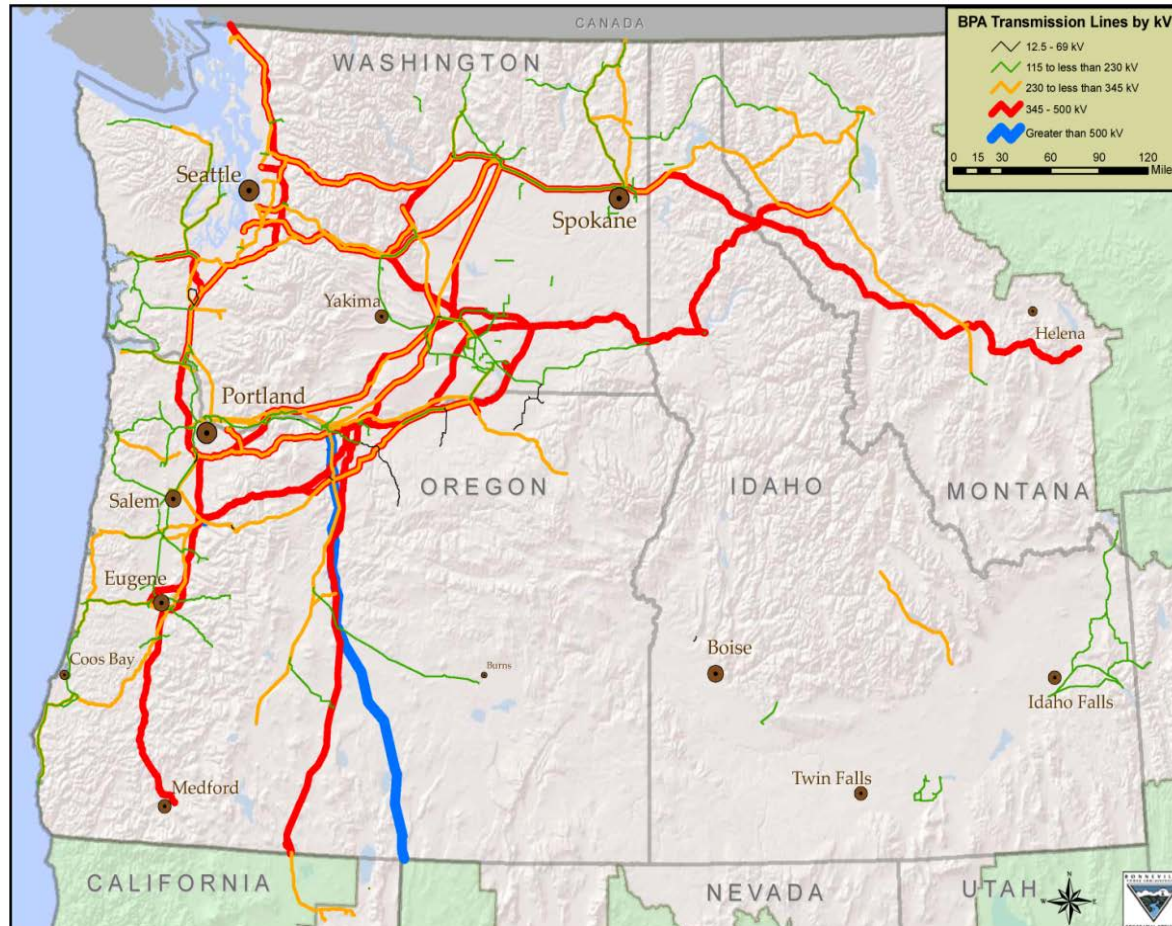 CANADA
BPA Transmission Lines by kV
12.5 - 69 kV
115 to less than 230 kV
230 to less than 345 kV
345 - 500 kV
Greater than 500 kV
0 15 30 60 90 120
Mile
WASHINGTON
Seattle
Spokane
Yakima
Helena
Portland
OREGON
IDAHO
MONTANA
Salem
Eugene
Coos Bay
Burns
Boise
Idaho Falls
Medford
Twin Falls
CALIFORNIA
NEVADA
UTAH
N
W E
S